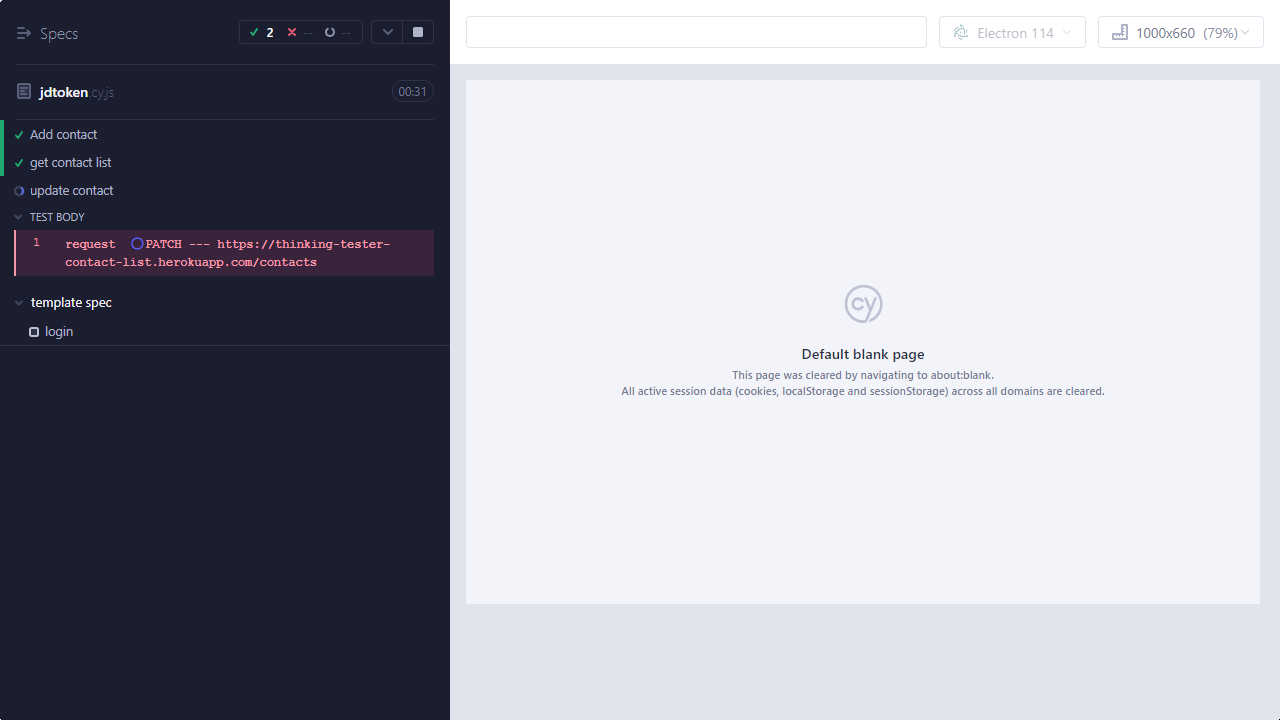 Specs
2 -- --
jdtoken.cy.js
00:31
Add contact
get contact list
update contact
TEST BODY
1 request PATCH --- https://thinking-tester-
contact-list.herokuapp.com/contacts
template spec
login
Electron 114
1000x660 (79%)
cy
Default blank page
This page was cleared by navigating to about:blank.
All active session data (cookies, localStorage and sessionStorage) across all domains are cleared.